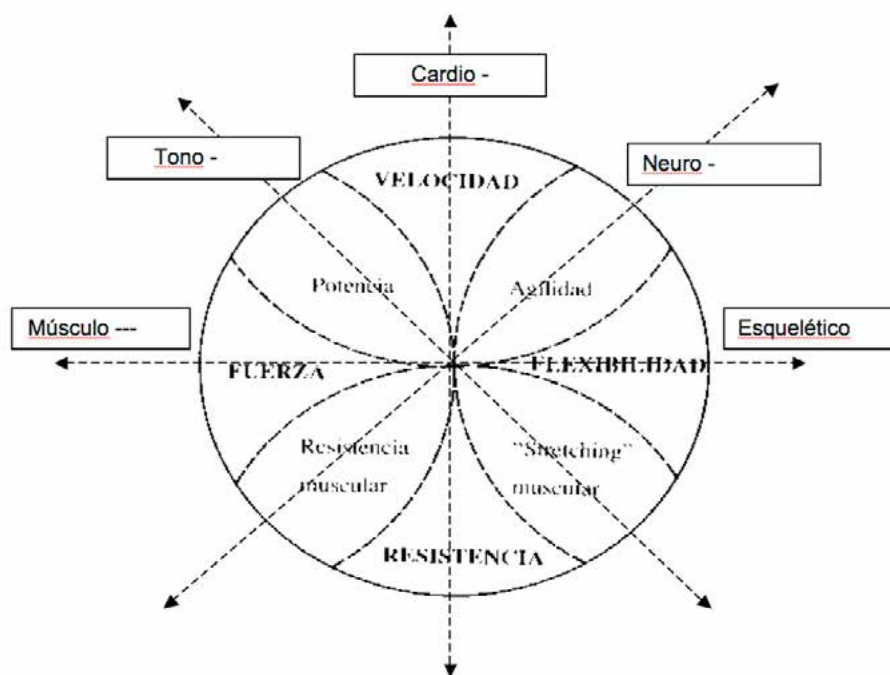 Cardio -
Tono -
Neuro -
VELOCIDAD
Potencia
Agilidad
Músculo ---
Esquelético
FUERZA
FLEXIBILIDAD
Resistencia
muscular
"Stretching"
muscular
RESISTENCIA